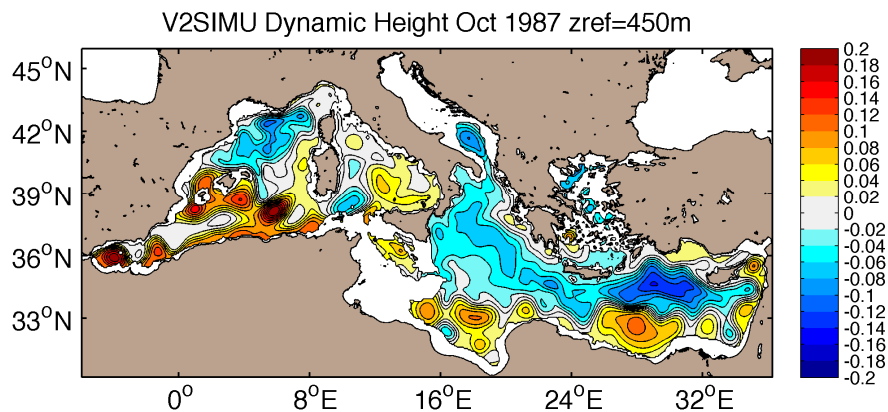 V2SIMU Dynamic Height Oct 1987 zref=450m
45°N
42°N
39°N
36°N
33°N
0°
8°E
16°E
24°E
32°E
0.2
0.18
0.16
0.14
0.12
0.1
0.08
0.06
0.04
0.02
0
-0.02
-0.04
-0.06
-0.08
-0.1
-0.12
-0.14
-0.16
-0.18
-0.2